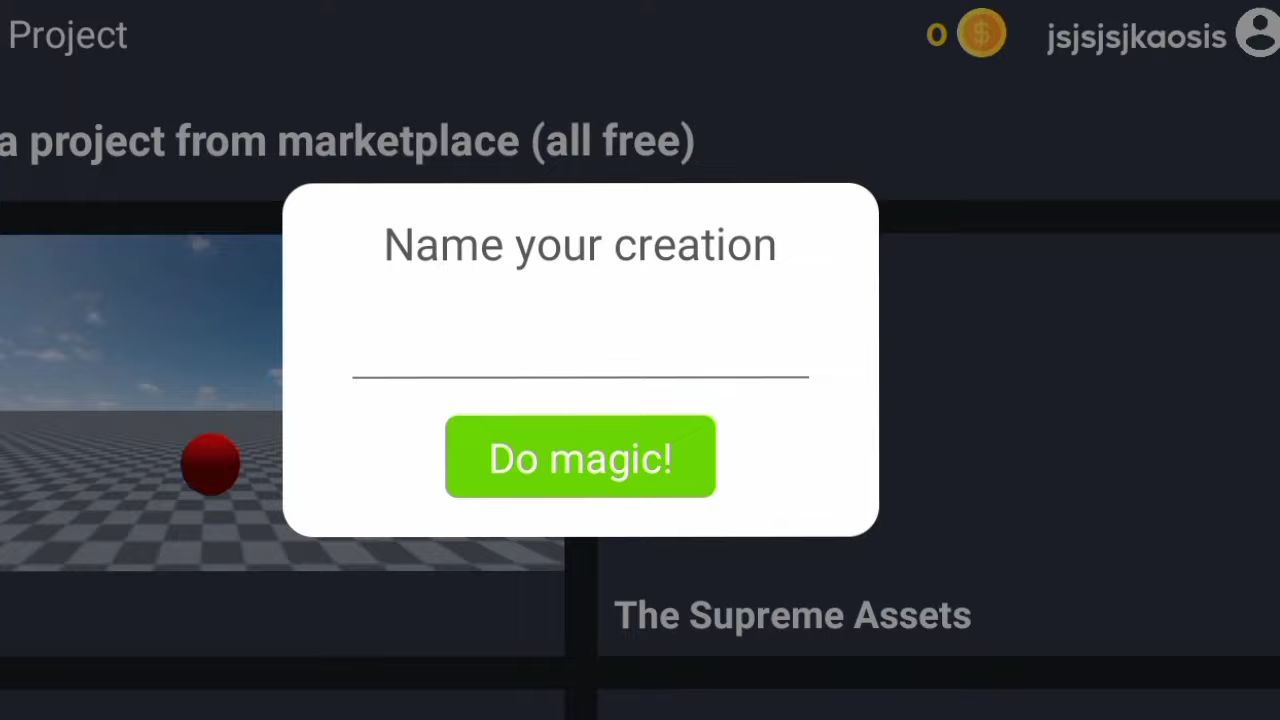 Project
0 $ jsjsjsjkaosis
a project from marketplace (all free)
Name your creation
Do magic!
The Supreme Assets